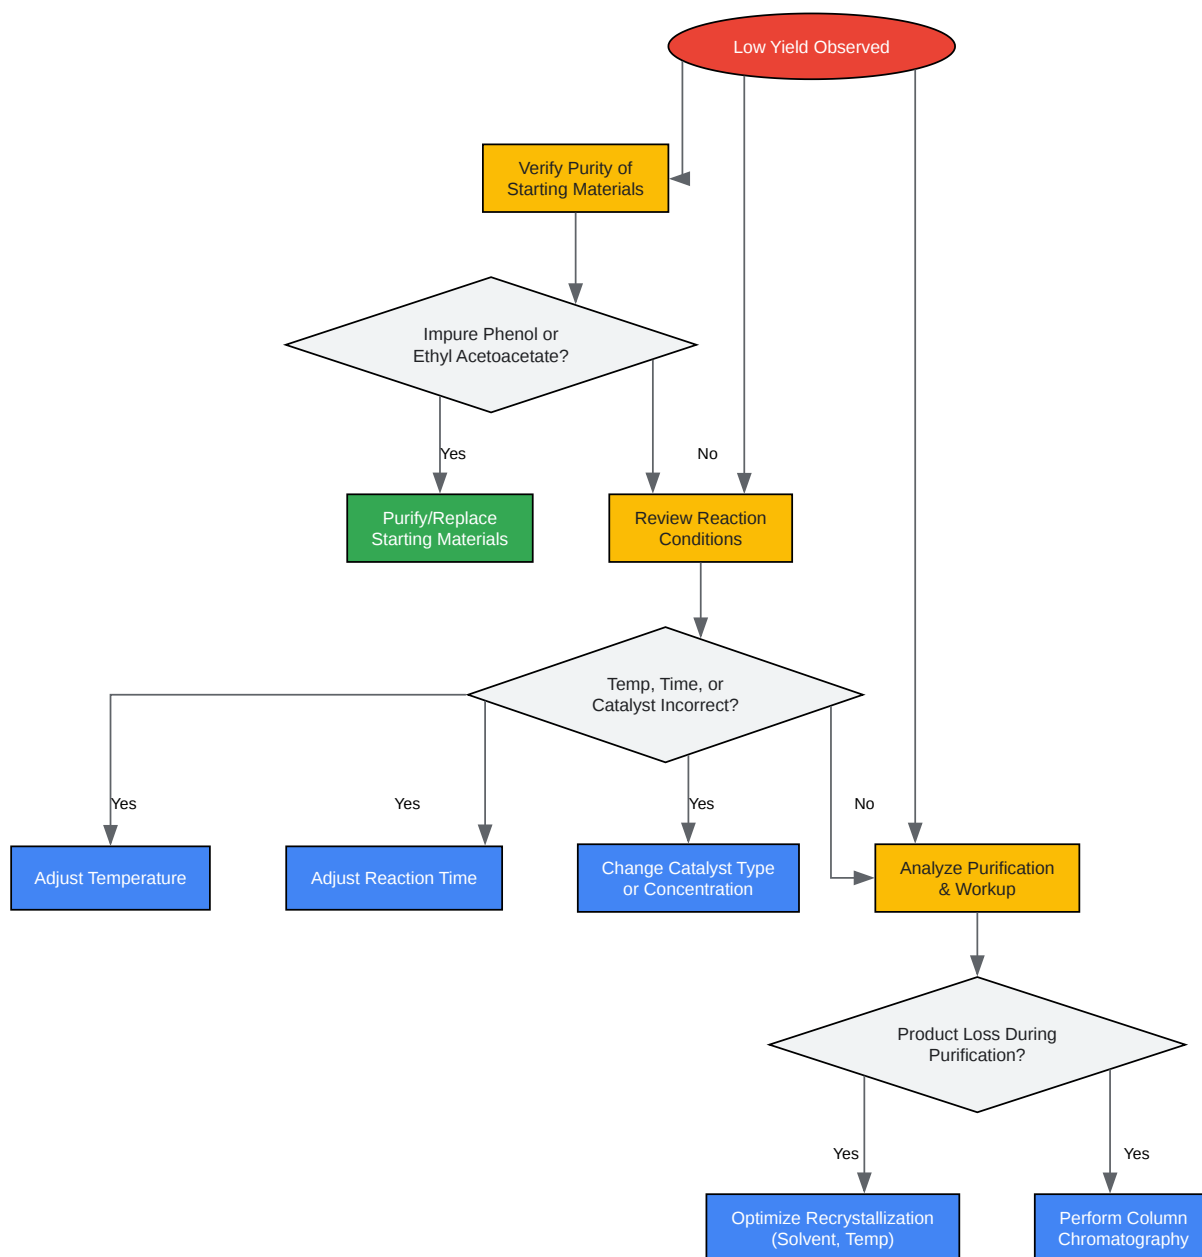 Low Yield Observed
Verify Purity of
Starting Materials
Impure Phenol or
Ethyl Acetoacetate?
Yes
No
Purify/Replace
Starting Materials
Review Reaction
Conditions
Temp, Time, or
Catalyst Incorrect?
Yes
Yes
Yes
No
Adjust Temperature
Adjust Reaction Time
Change Catalyst Type
or Concentration
Analyze Purification
& Workup
Product Loss During
Purification?
Yes
Yes
Optimize Recrystallization
(Solvent, Temp)
Perform Column
Chromatography